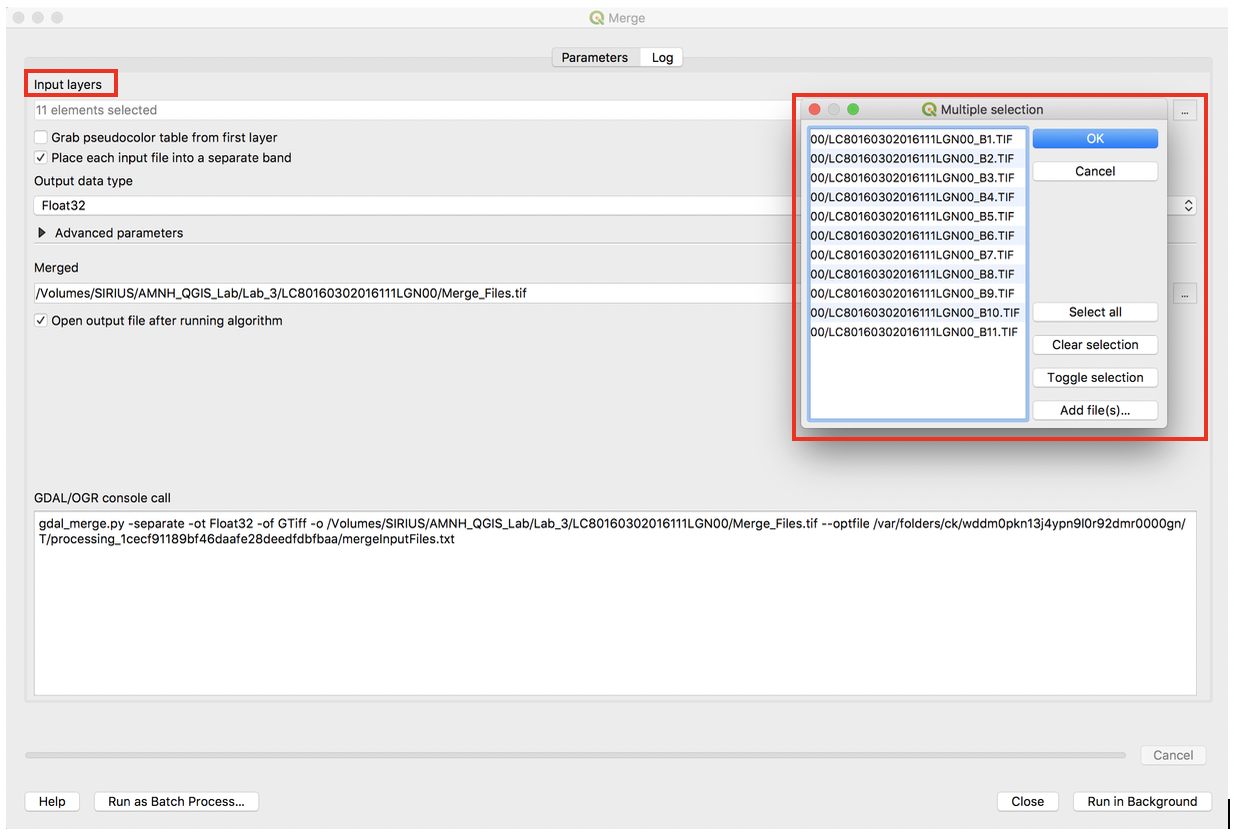 Merge
Parameters Log
Input layers
11 elements selected
...
Grab pseudocolor table from first layer
Place each input file into a separate band
Output data type
Float32
Advanced parameters
Merged
/Volumes/SIRIUS/AMNH_QGIS_Lab/Lab_3/LC80160302016111LGN00/Merge_Files.tif
...
Open output file after running algorithm
Multiple selection
00/LC80160302016111LGN00_B1.TIF
00/LC80160302016111LGN00_B2.TIF
00/LC80160302016111LGN00_B3.TIF
00/LC80160302016111LGN00_B4.TIF
00/LC80160302016111LGN00_B5.TIF
00/LC80160302016111LGN00_B6.TIF
00/LC80160302016111LGN00_B7.TIF
00/LC80160302016111LGN00_B8.TIF
00/LC80160302016111LGN00_B9.TIF
00/LC80160302016111LGN00_B10.TIF
00/LC80160302016111LGN00_B11.TIF
OK
Cancel
Select all
Clear selection
Toggle selection
Add file(s)...
GDAL/OGR console call
gdal_merge.py -separate -ot Float32 -of GTiff -o /Volumes/SIRIUS/AMNH_QGIS_Lab/Lab_3/LC80160302016111LGN00/Merge_Files.tif --optfile /var/folders/ck/wddm0pkn13j4ypn9l0r92dmr0000gn/
T/processing_1cecf91189bf46daafe28deedfdbfbaa/mergeInputFiles.txt
Cancel
Help Run as Batch Process... Close Run in Background